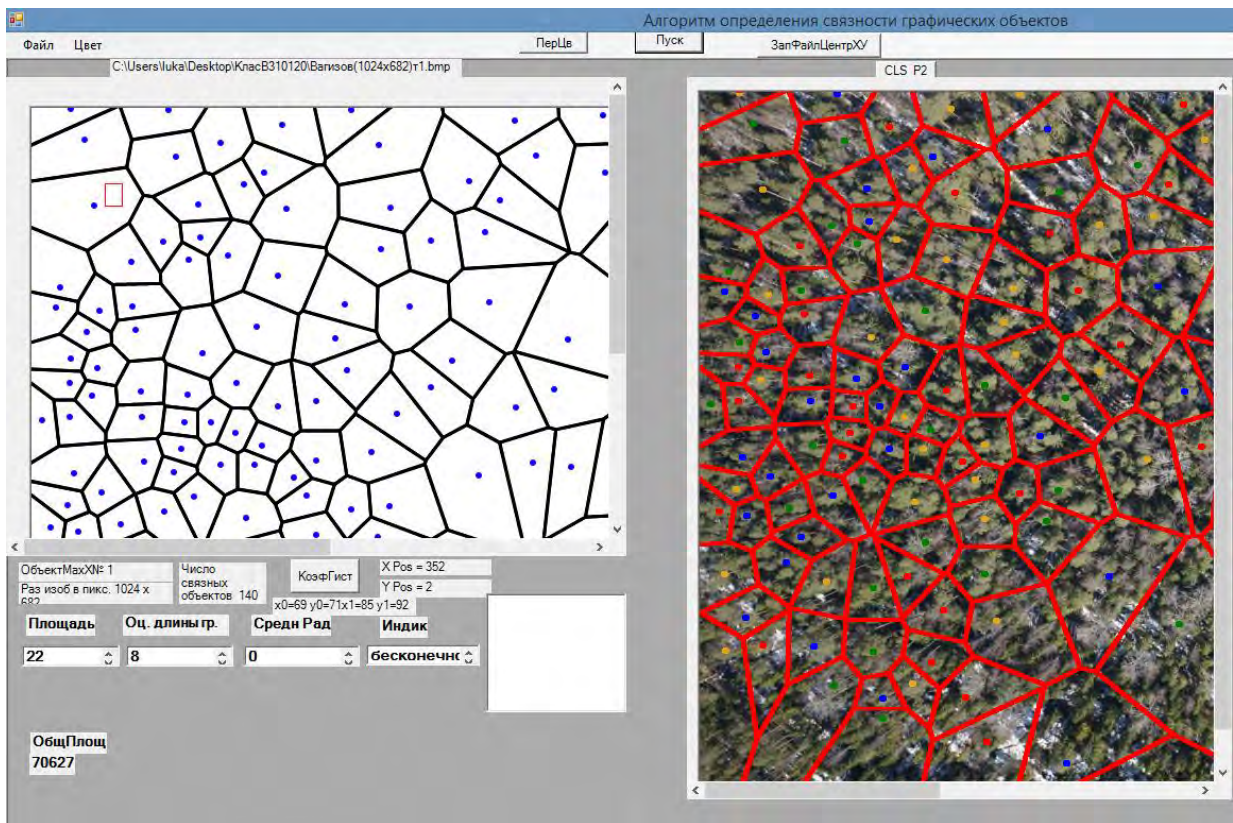 Алгоритм определения связности графических объектов
Файл Цвет
ПерЦв
Пуск
ЗапФайлЦентрХУ
C:\Users\luka\Desktop\КласВ310120\Вагизов(1024x682)т1.bmp
CLS P2
ОбъектМахХ№ 1
Раз изоб в пикс. 1024 x
682
Число
связных
объектов 140
КоэфГист
X Pos = 352
Y Pos = 2
x0=69 y0=71x1=85 y1=92
Площадь
Оц. длины гр.
Средн Рад
Индик
22
8
0
бесконечно
ОбщПлощ
70627